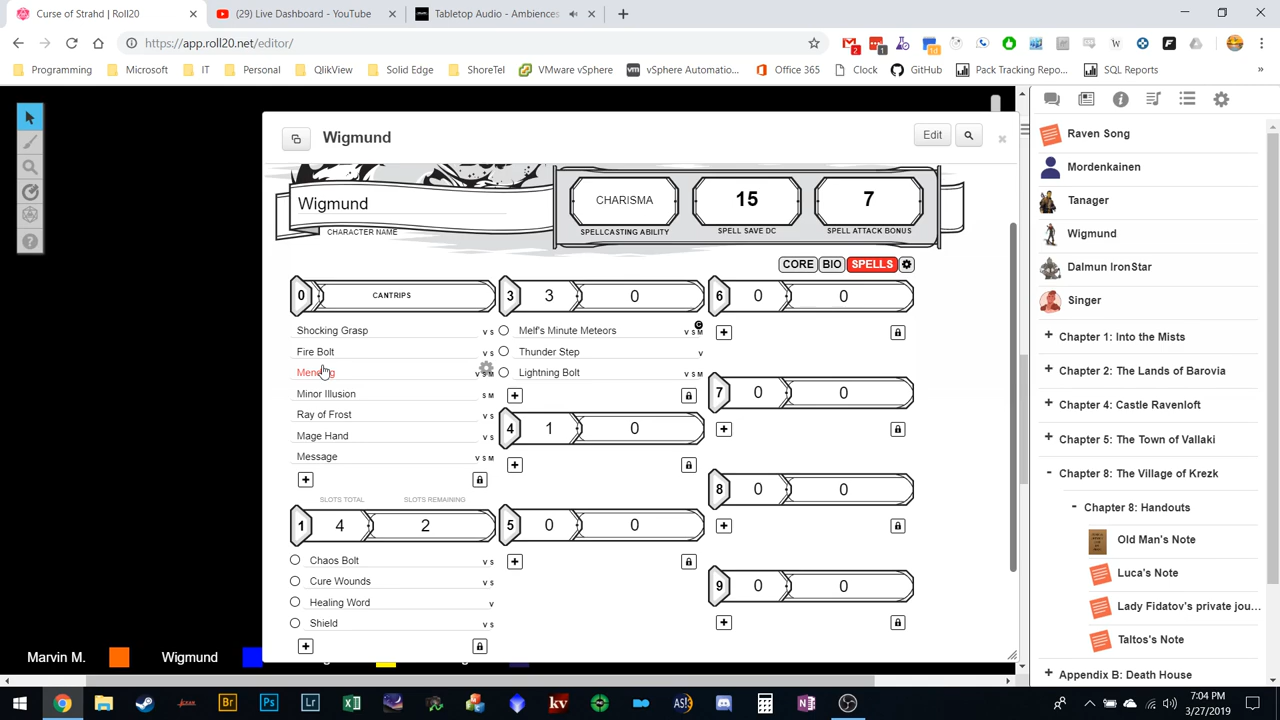 Curse of Strahd | Roll20
(29) Live Dashboard - YouTube
Tabletop Audio - Ambiences
https://app.roll20.net/editor/
Programming
Microsoft
IT
Personal
QlikView
Solid Edge
ShoreTel
VMware vSphere
vSphere Automatio...
Office 365
Clock
GitHub
Pack Tracking Repo...
SQL Reports
Wigmund
Edit
Wigmund
CHARACTER NAME
CHARISMA
SPELLCASTING ABILITY
15
SPELL SAVE DC
7
SPELL ATTACK BONUS
CORE
BIO
SPELLS
0 CANTRIPS
Shocking Grasp V S
Fire Bolt V S
Mending V S M
Minor Illusion S M
Ray of Frost V S
Mage Hand V S
Message V S M
SLOTS TOTAL SLOTS REMAINING
1 4 2
Chaos Bolt V S
Cure Wounds V S
Healing Word V
Shield V S
3 3 0
Melf's Minute Meteors V S M C
Thunder Step V
Lightning Bolt V S M
4 1 0
5 0 0
6 0 0
7 0 0
8 0 0
9 0 0
Marvin M.
Wigmund
Raven Song
Mordenkainen
Tanager
Wigmund
Dalmun IronStar
Singer
Chapter 1: Into the Mists
Chapter 2: The Lands of Barovia
Chapter 4: Castle Ravenloft
Chapter 5: The Town of Vallaki
Chapter 8: The Village of Krezk
Chapter 8: Handouts
Old Man's Note
Luca's Note
Lady Fidatov's private jou...
Taltos's Note
Appendix B: Death House
7:04 PM
3/27/2019